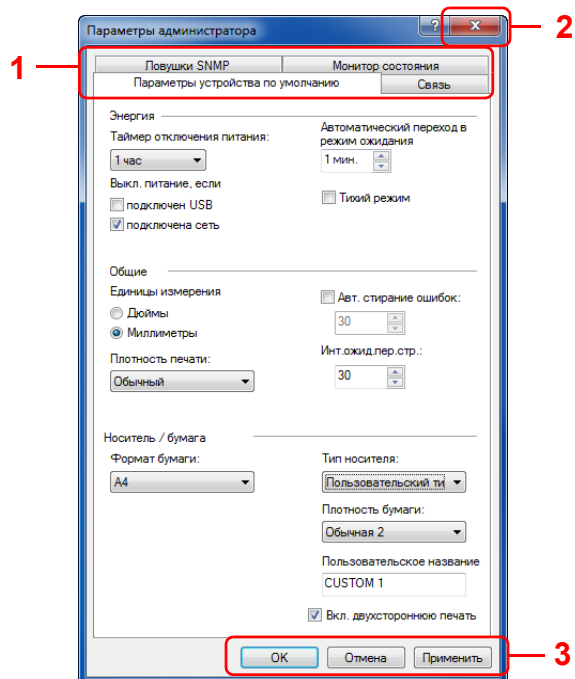 Параметры администратора
?
2
1
Ловушки SNMP
Монитор состояния
Параметры устройства по умолчанию
Связь
Энергия
Таймер отключения питания:
1 час
Автоматический переход в
режим ожидания
1 мин.
Выкл. питание, если
подключен USB
подключена сеть
Тихий режим
Общие
Единицы измерения
Дюймы
Миллиметры
Авт. стирание ошибок:
30
Плотность печати:
Обычный
Инт.ожид.пер.стр.:
30
Носитель / бумага
Формат бумаги:
A4
Тип носителя:
Пользовательский ти
Плотность бумаги:
Обычная 2
Пользовательское название
CUSTOM 1
Вкл. двухстороннюю печать
OK
Отмена
Применить
3